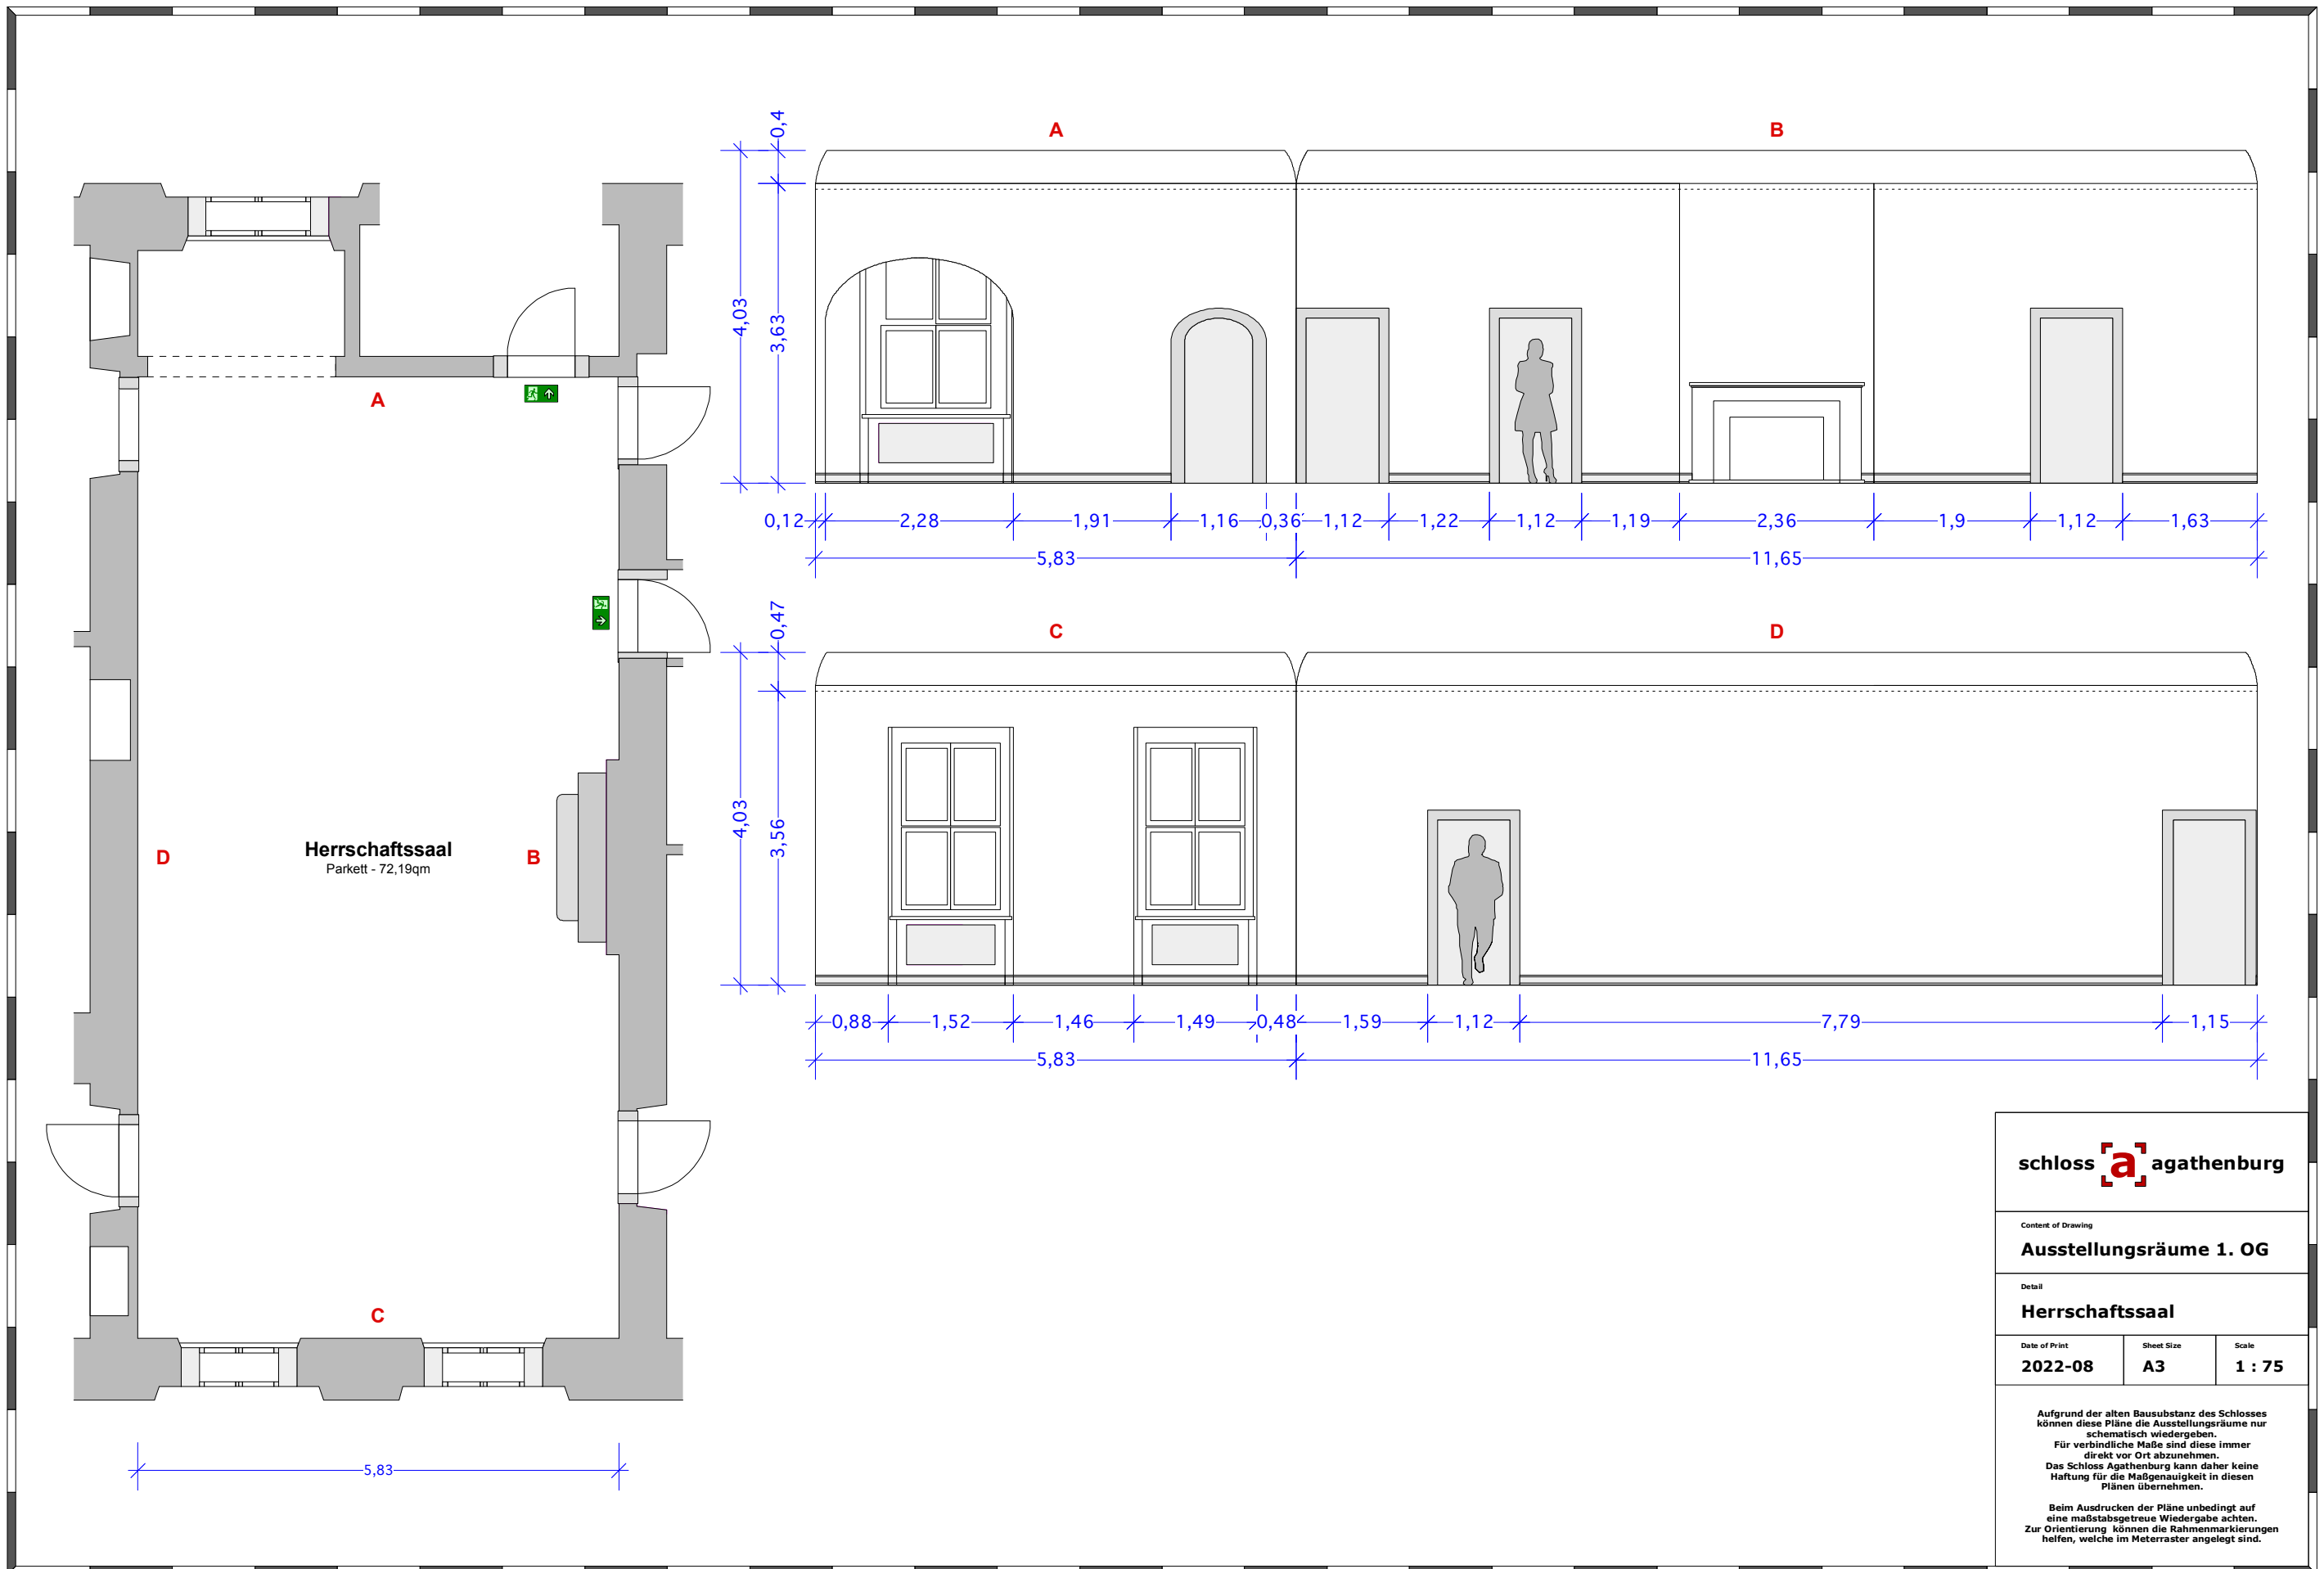 A
B
0,4
4,03
3,63
0,12
2,28
1,91
1,16
0,36
1,12
1,22
1,12
1,19
2,36
1,9
1,12
1,63
5,83
11,65
C
D
0,47
4,03
3,56
0,88
1,52
1,46
1,49
0,48
1,59
1,12
7,79
1,15
5,83
11,65
A
D
Herrschaftssaal
Parkett - 72,19qm
B
C
5,83
schloss a agathenburg
Content of Drawing
Ausstellungsräume 1. OG
Detail
Herrschaftssaal
Date of Print
2022-08
Sheet Size
A3
Scale
1 : 75
Aufgrund der alten Bausubstanz des Schlosses
können diese Pläne die Ausstellungsräume nur
schematisch wiedergeben.
Für verbindliche Maße sind diese immer
direkt vor Ort abzunehmen.
Das Schloss Agathenburg kann daher keine
Haftung für die Maßgenauigkeit in diesen
Plänen übernehmen.
Beim Ausdrucken der Pläne unbedingt auf
eine maßstabsgetreue Wiedergabe achten.
Zur Orientierung können die Rahmenmarkierungen
helfen, welche im Meterraster angelegt sind.